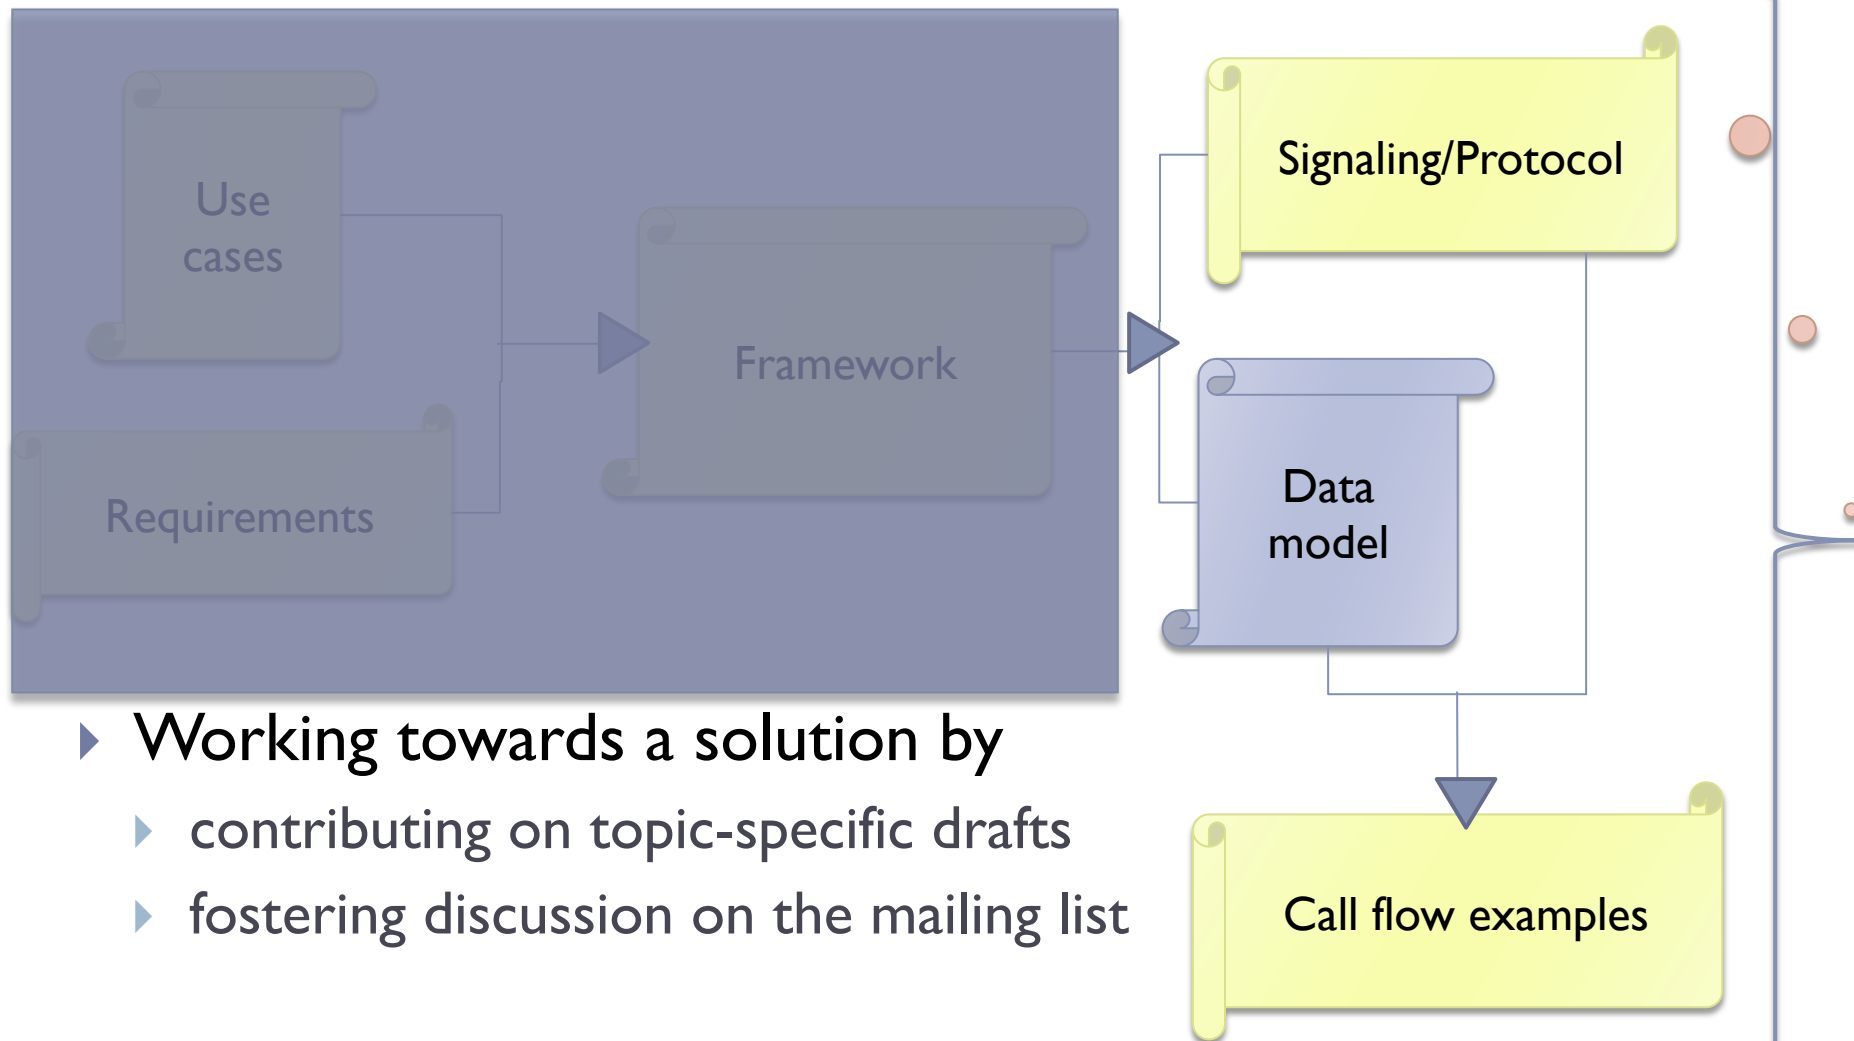 Use
cases
Requirements
Framework
Signaling/Protocol
Data
model
Call flow examples
Working towards a solution by
contributing on topic-specific drafts
fostering discussion on the mailing list